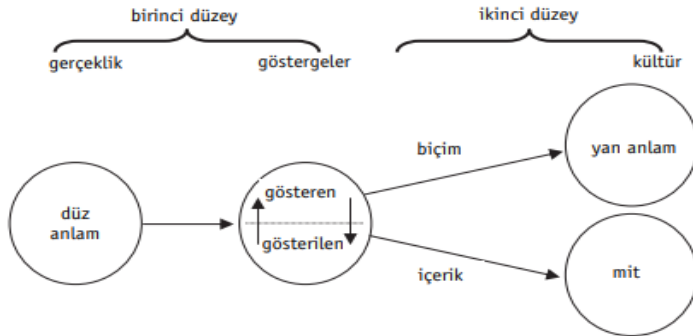 birinci düzey
ikinci düzey
gerçeklik
göstergeler
kültür
düz
anlam
gösteren
gösterilen
biçim
içerik
yan anlam
mit